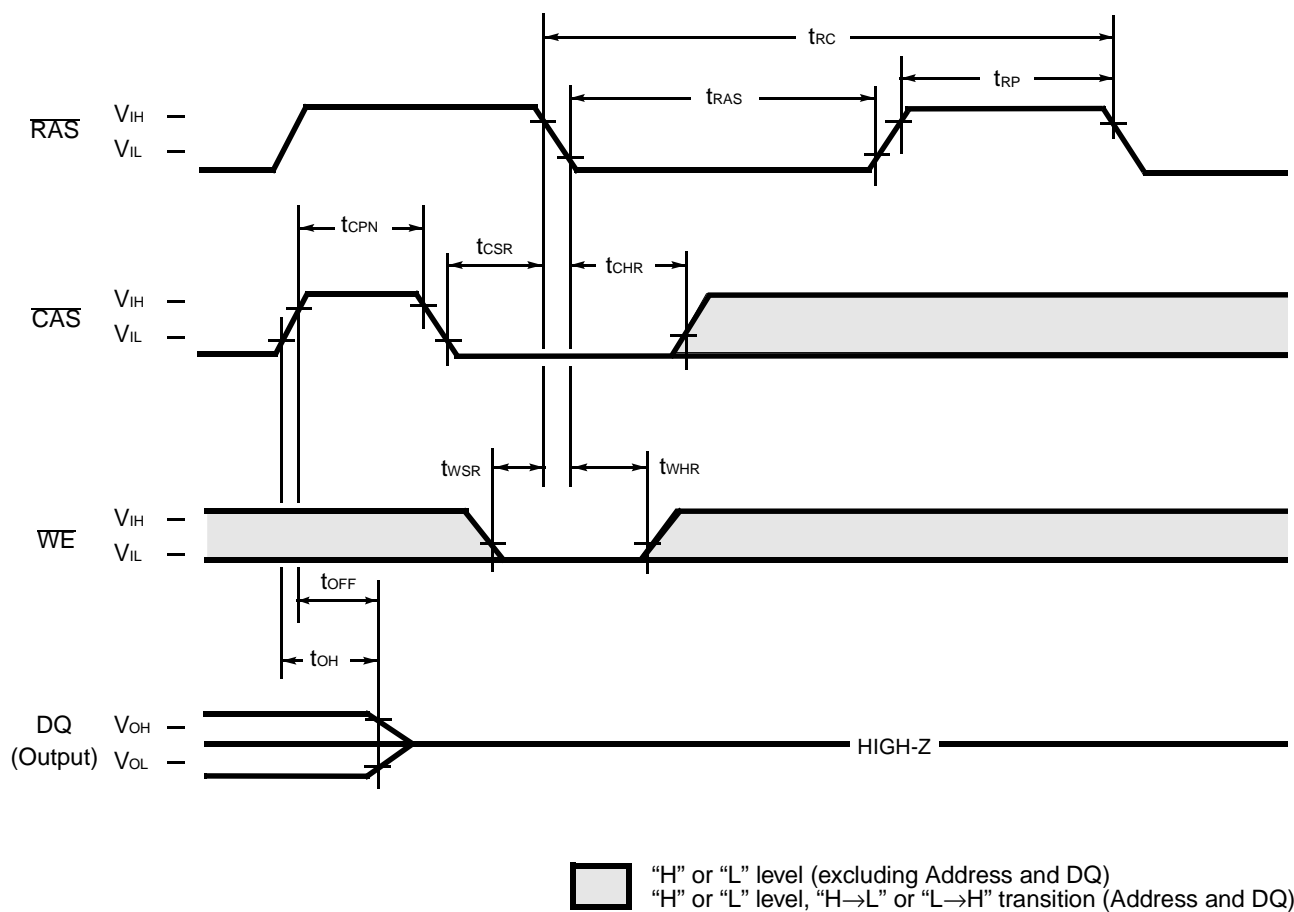 tRC
tRP
tRAS
RAS
VIH
VIL
tCPN
tCSR
tCHR
CAS
VIH
VIL
tWSR
tWHR
WE
VIH
VIL
tOFF
tOH
DQ
(Output)
VOH
VOL
HIGH-Z
“H” or “L” level (excluding Address and DQ)
“H” or “L” level, “H→L” or “L→H” transition (Address and DQ)